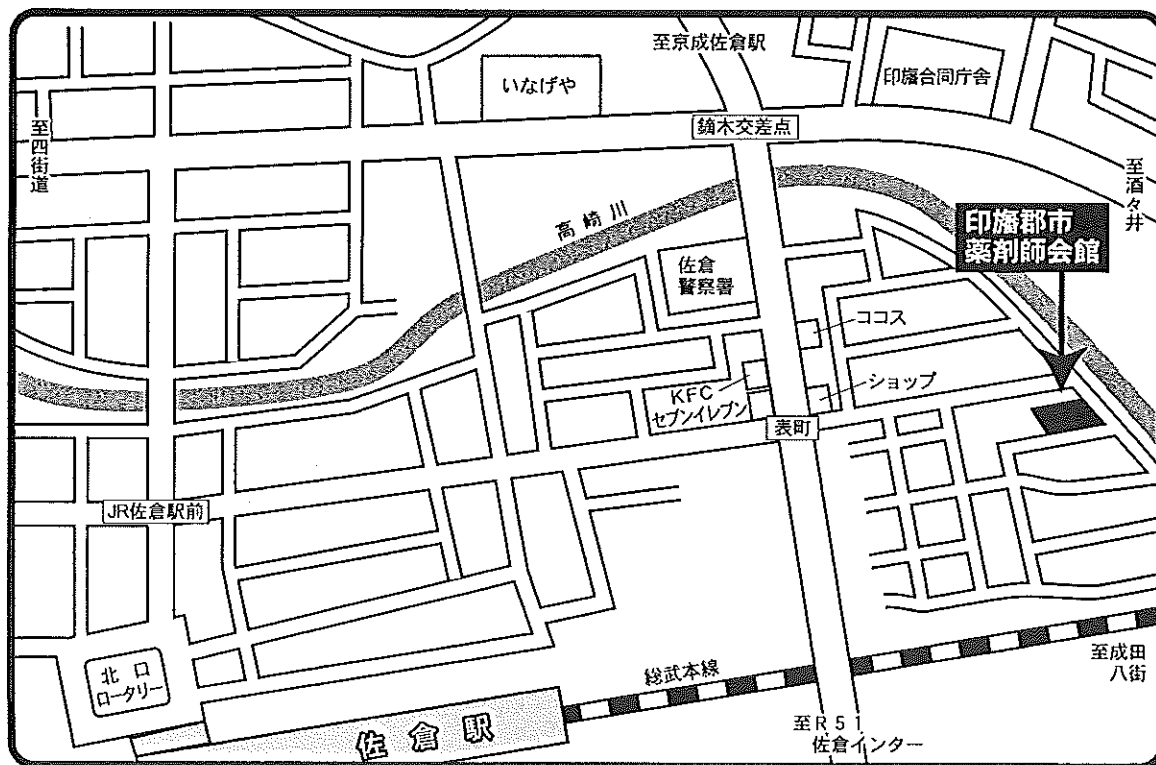 至京成佐倉駅
いなげや
印旛合同庁舎
至四街道
鏑木交差点
至酒々井
高崎川
印旛郡市
薬剤師会館
佐倉
警察署
ココス
ショップ
KFC
セブンイレブン
表町
JR佐倉駅前
北口
ロータリー
総武本線
至成田
八街
佐倉駅
至R51
佐倉インター